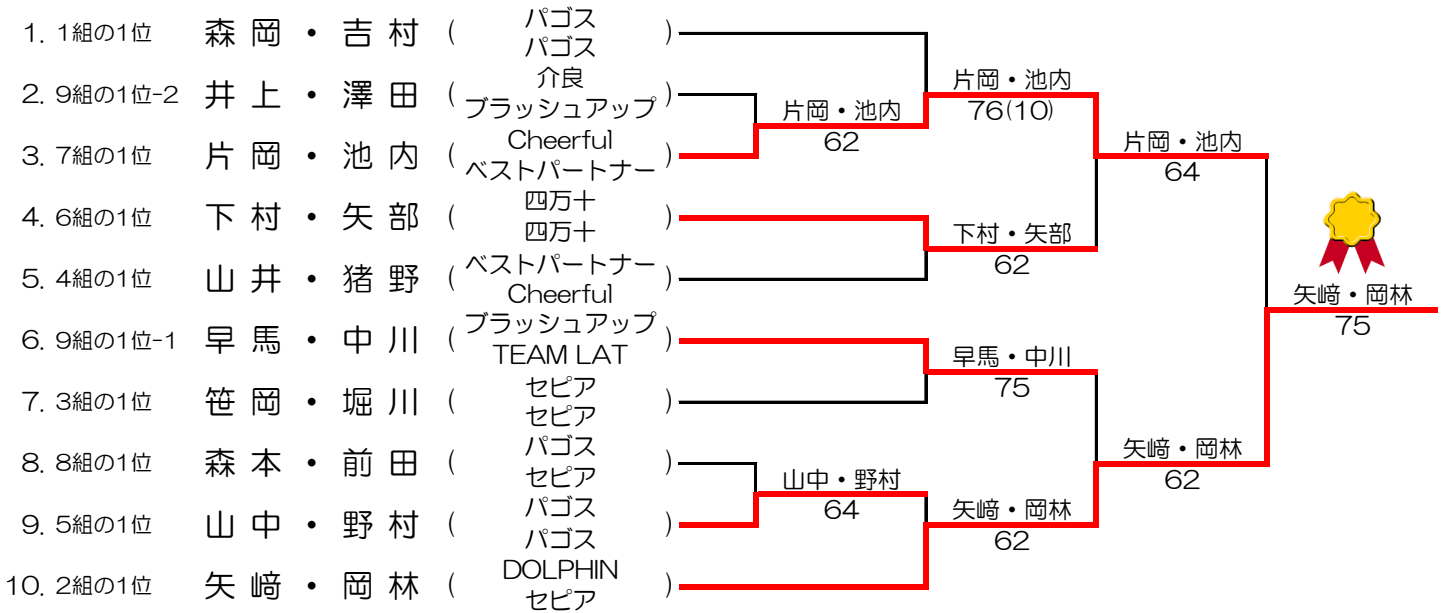 1. 1組の1位 森岡・吉村 ( パゴス
パゴス )
2. 9組の1位-2 井上・澤田 ( 介良
ブラッシュアップ )
3. 7組の1位 片岡・池内 ( Cheerful
ベストパートナー )
4. 6組の1位 下村・矢部 ( 四万十
四万十 )
5. 4組の1位 山井・猪野 ( ベストパートナー
Cheerful )
6. 9組の1位-1 早馬・中川 ( ブラッシュアップ
TEAM LAT )
7. 3組の1位 笹岡・堀川 ( セピア
セピア )
8. 8組の1位 森本・前田 ( パゴス
セピア )
9. 5組の1位 山中・野村 ( パゴス
パゴス )
10. 2組の1位 矢﨑・岡林 ( DOLPHIN
セピア )
片岡・池内
62
山中・野村
64
片岡・池内
76(10)
下村・矢部
62
早馬・中川
75
矢﨑・岡林
62
片岡・池内
64
矢﨑・岡林
62
矢﨑・岡林
75